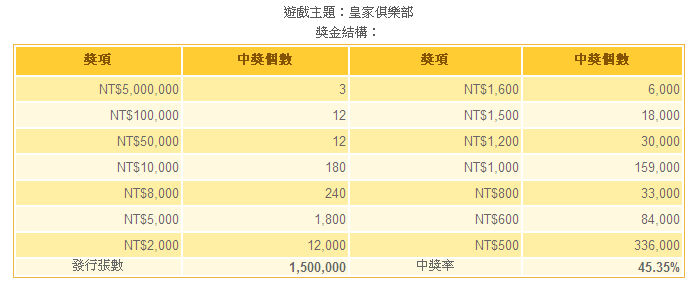 遊戲主題：皇家俱樂部
獎金結構：
獎項 中獎個數 獎項 中獎個數
NT$5,000,000 3 NT$1,600 6,000
NT$100,000 12 NT$1,500 18,000
NT$50,000 12 NT$1,200 30,000
NT$10,000 180 NT$1,000 159,000
NT$8,000 240 NT$800 33,000
NT$5,000 1,800 NT$600 84,000
NT$2,000 12,000 NT$500 336,000
發行張數 1,500,000 中獎率 45.35%